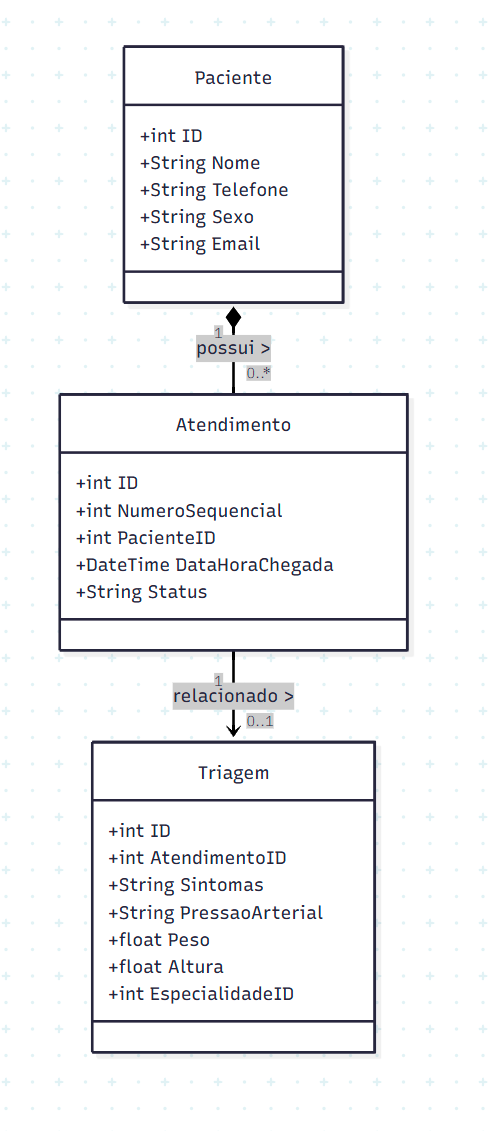 Paciente
+int ID
+String Nome
+String Telefone
+String Sexo
+String Email
1
possui >
0..*
Atendimento
+int ID
+int NumeroSequencial
+int PacienteID
+DateTime DataHoraChegada
+String Status
1
relacionado >
0..1
Triagem
+int ID
+int AtendimentoID
+String Sintomas
+String PressaoArterial
+float Peso
+float Altura
+int EspecialidadeID